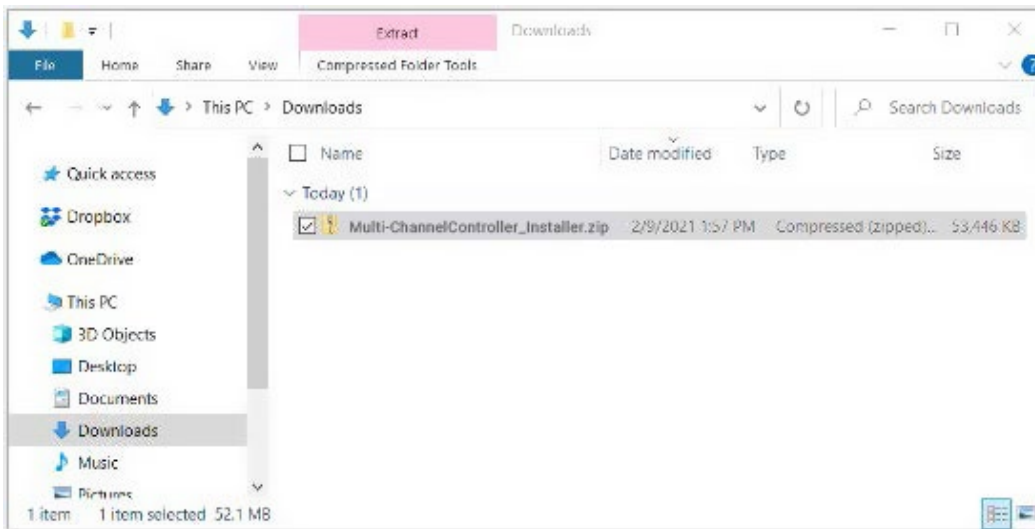 Extract
Downloads
File Home Share View Compressed Folder Tools
This PC > Downloads
Search Downloads
Name Date modified Type Size
Quick access
Today (1)
Dropbox
Multi-ChannelController_Installer.zip 2/9/2021 1:57 PM Compressed (zipped)... 53,446 KB
OneDrive
This PC
3D Objects
Desktop
Documents
Downloads
Music
Pictures
1 item 1 item selected 52.1 MB